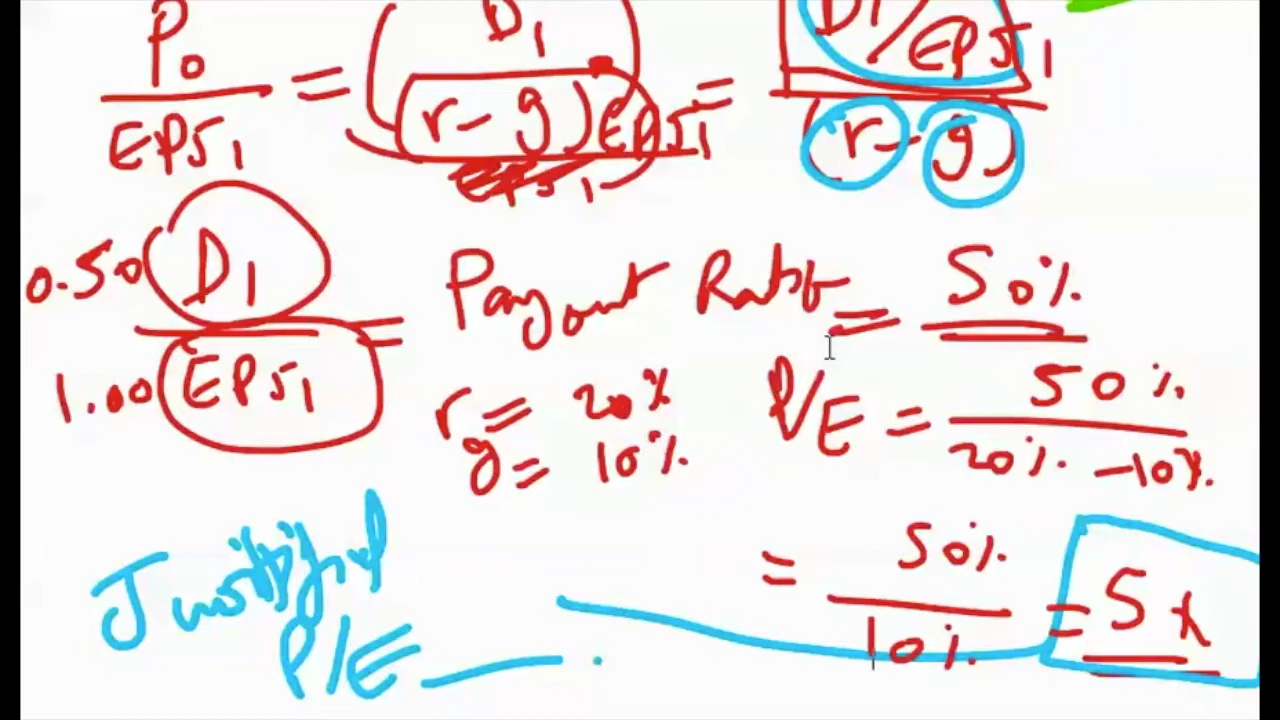 P₀ / EPS₁ = D₁ / (r - g) EPS₁ = D₁/EPS₁ / (r - g)
0.50 D₁ / 1.00 EPS₁ = Payout Ratio = 50%
r = 20%
g = 10%
P/E = 50% / 20% - 10%
= 50% / 10% = 5x
Justified
P/E